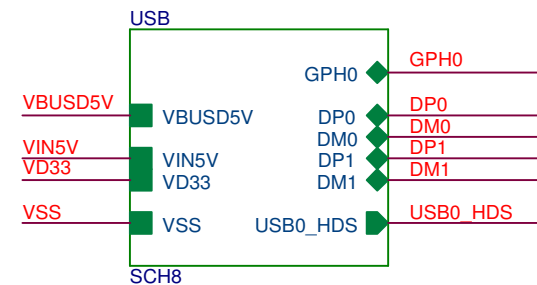 USB
GPH0 GPH0
VBUSD5V VBUSD5V DP0 DP0
DM0 DM0
VIN5V VIN5V DP1 DP1
VD33 VD33 DM1 DM1
VSS VSS USB0_HDS USB0_HDS
SCH8